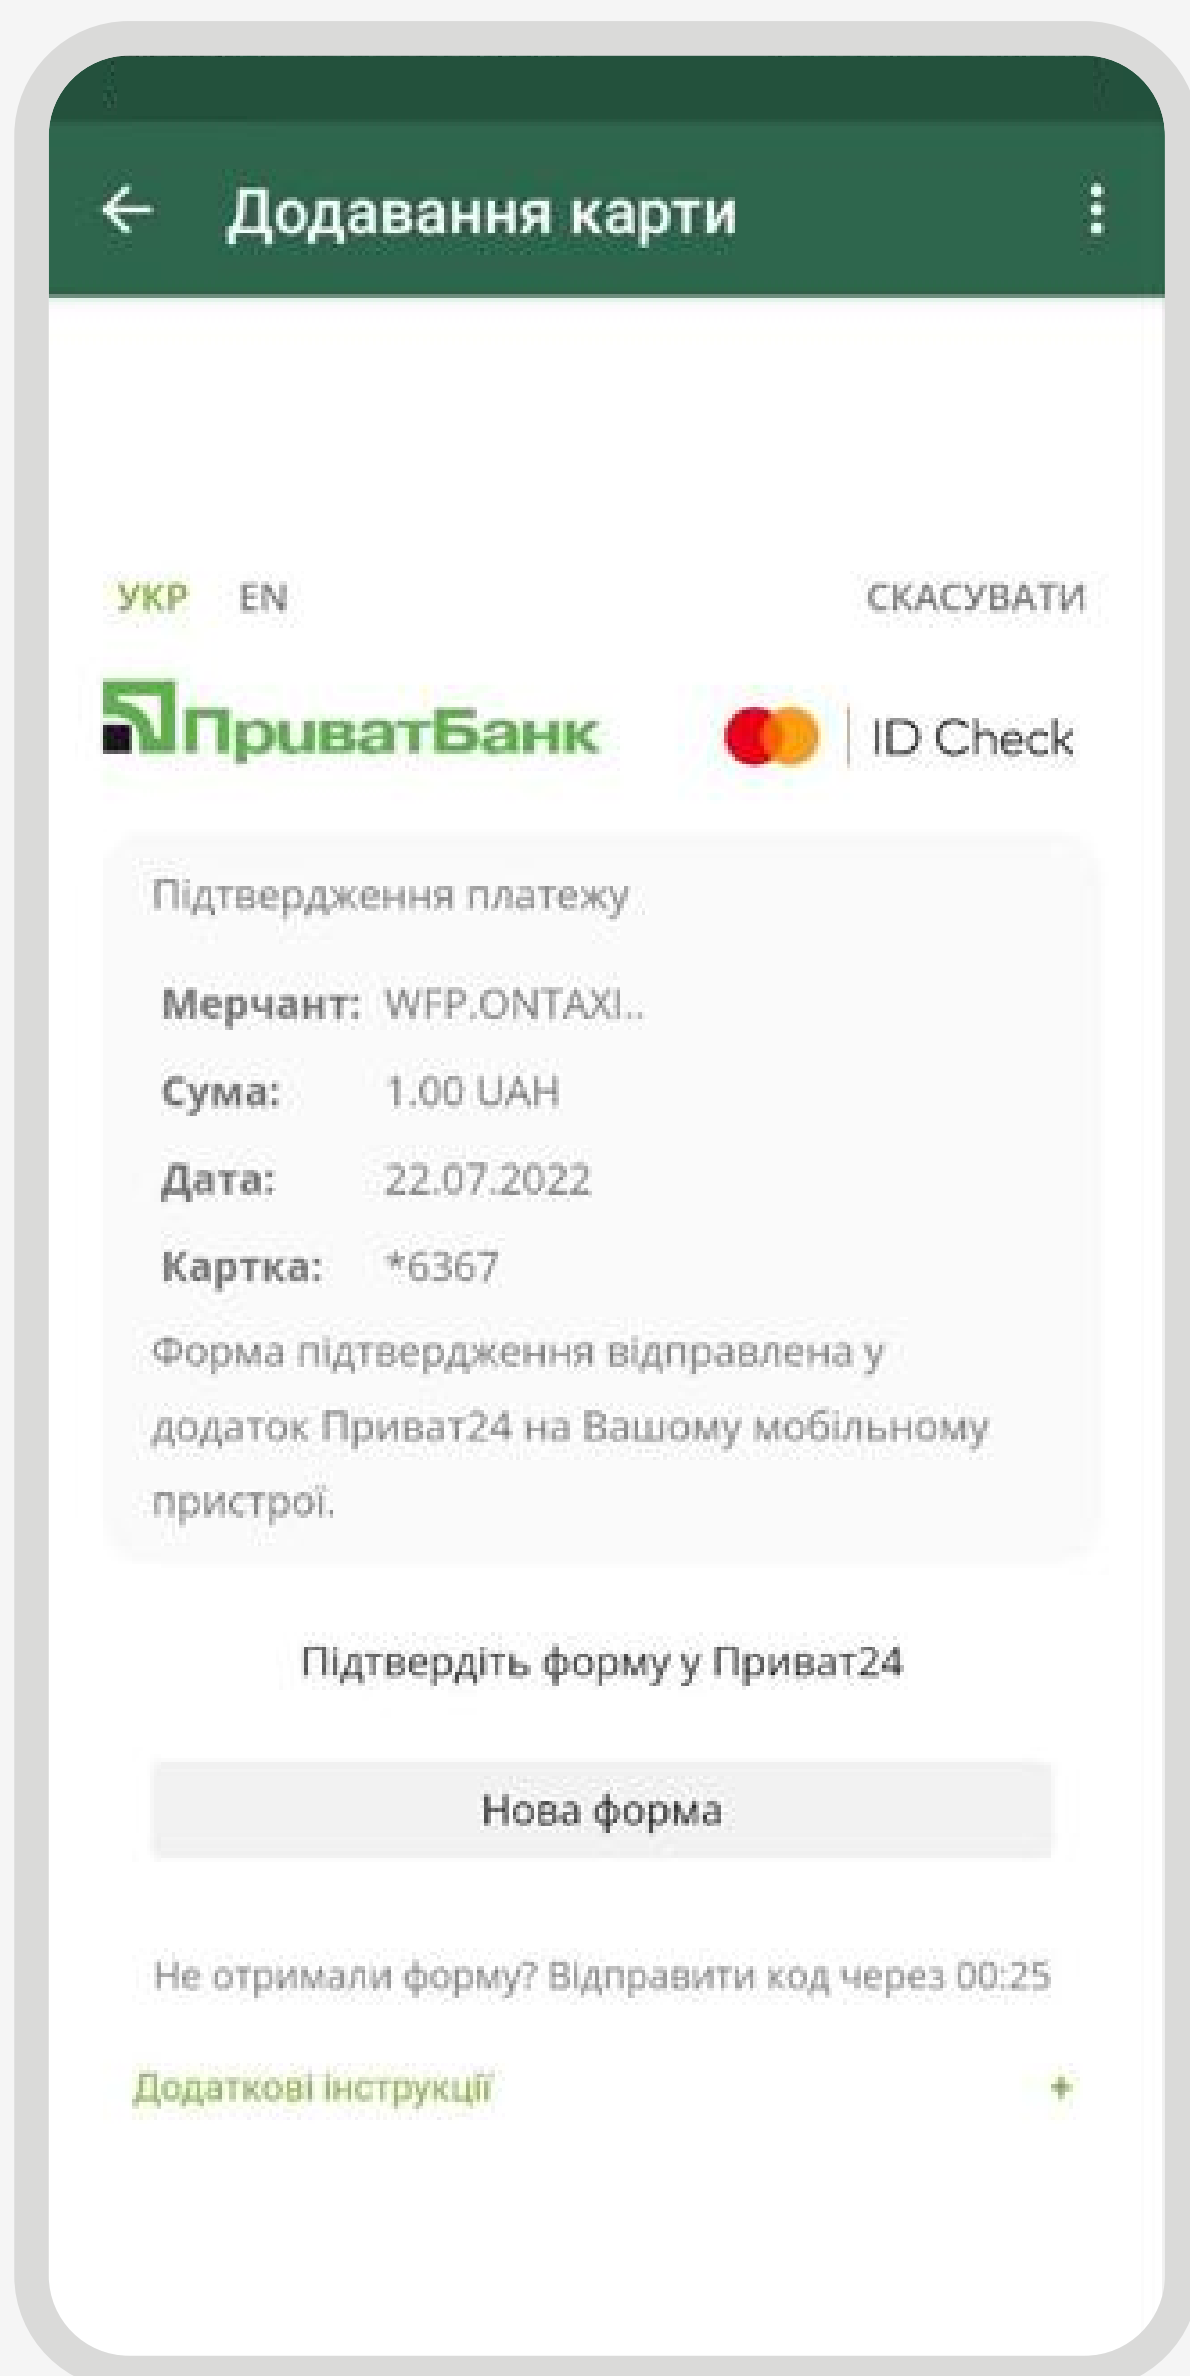 Додавання карти
УКР EN СКАСУВАТИ
ПриватБанк ID Check
Підтвердження платежу
Мерчант: WFP.ONTAXI..
Сума: 1.00 UAH
Дата: 22.07.2022
Картка: *6367
Форма підтвердження відправлена у
додаток Приват24 на Вашому мобільному
пристрої.
Підтвердіть форму у Приват24
Нова форма
Не отримали форму? Відправити код через 00:25
Додаткові інструкції +